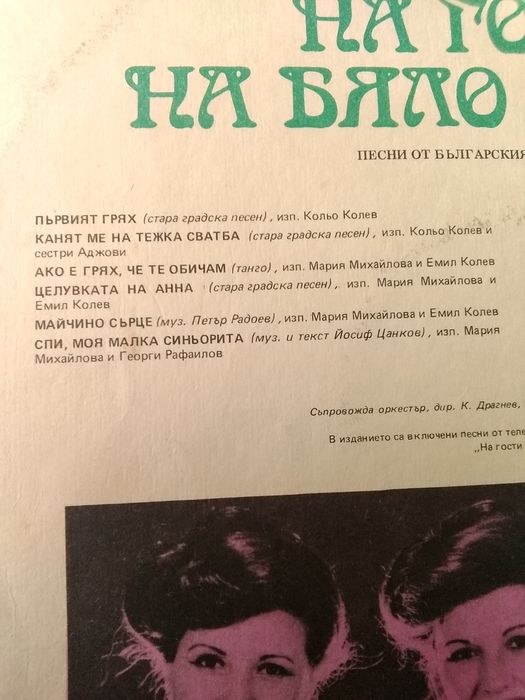 НА ГО
НА БЯЛО
ПЕСНИ ОТ БЪЛГАРСКИЯ
ПЪРВИЯТ ГРЯХ (стара градска песен), изп. Кольо Колев
КАНЯТ МЕ НА ТЕЖКА СВАТБА (стара градска песен), изп. Кольо Колев и
сестри Аджови
АКО Е ГРЯХ, ЧЕ ТЕ ОБИЧАМ (танго), изп. Мария Михайлова и Емил Колев
ЦЕЛУВКАТА НА АННА (стара градска песен), изп. Мария Михайлова и
Емил Колев
МАЙЧИНО СЪРЦЕ (муз. Петър Радоев), изп. Мария Михайлова и Емил Колев
СПИ, МОЯ МАЛКА СИНЬОРИТА (муз. и текст Йосиф Цанков), изп. Мария
Михайлова и Георги Рафаилов
Съпровожда оркестър, дир. К. Драгнев,
В изданието са включени песни от теле
„На гости